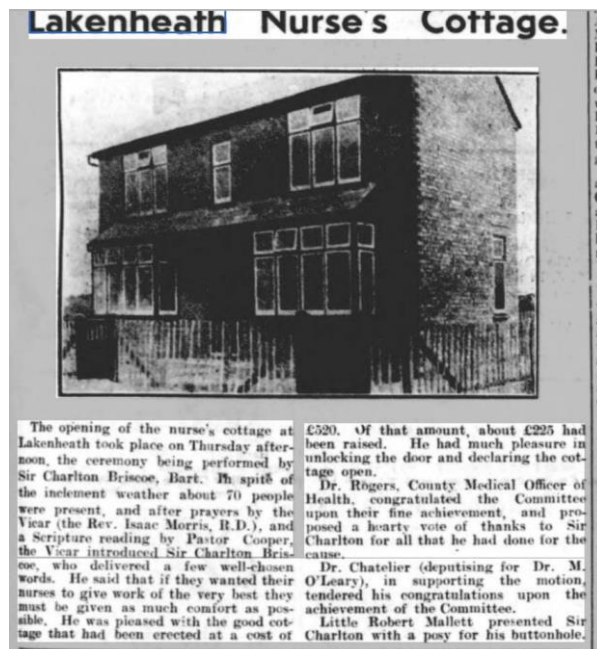 Lakenheath Nurse's Cottage.
The opening of the nurse's cottage at
Lakenheath took place on Thursday after-
noon, the ceremony being performed by
Sir Charlton Briscoe, Bart. In spite of
the inclement weather about 70 people
were present, and after prayers by the
Vicar (the Rev. Isaac Morris, R.D.), and
a Scripture reading by Pastor Cooper,
the Vicar introduced Sir Charlton Bris-
coe, who delivered a few well-chosen
words. He said that if they wanted their
nurses to give work of the very best they
must be given as much comfort as pos-
sible. He was pleased with the good cot-
tage that had been erected at a cost of
£520. Of that amount, about £225 had
been raised. He had much pleasure in
unlocking the door and declaring the cot-
tage open.
Dr. Rogers, County Medical Officer of
Health, congratulated the Committee
upon their fine achievement, and pro-
posed a hearty vote of thanks to Sir
Charlton for all that he had done for the
cause.
Dr. Chatelier (deputising for Dr. M.
O'Leary), in supporting the motion,
tendered his congratulations upon the
achievement of the Committee.
Little Robert Mallett presented Sir
Charlton with a posy for his buttonhole.